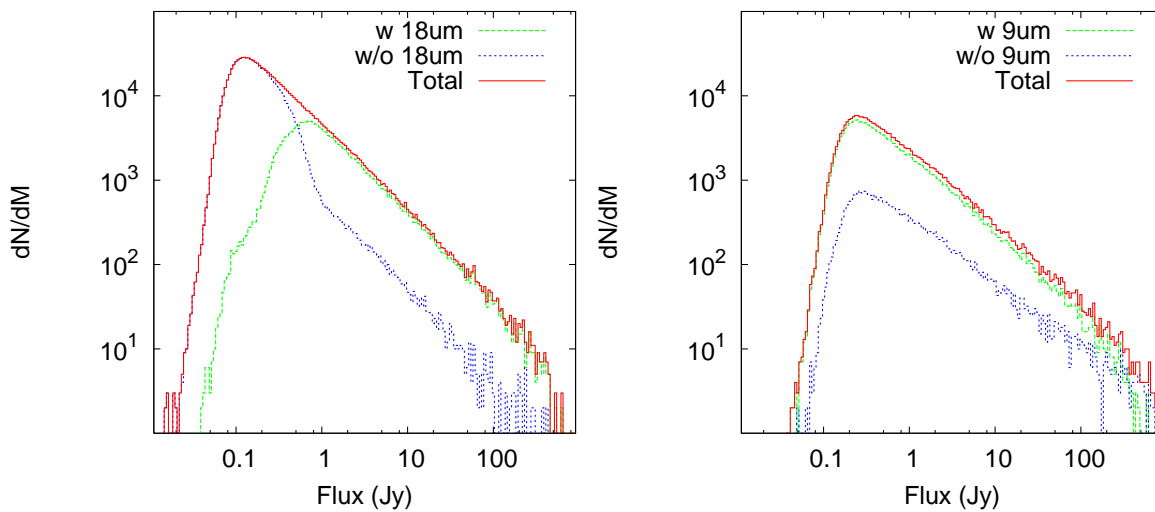 w 18um
w/o 18um
Total
10^4
10^3
10^2
10^1
dN/dM
0.1 1 10 100
Flux (Jy)
w 9um
w/o 9um
Total
10^4
10^3
10^2
10^1
dN/dM
0.1 1 10 100
Flux (Jy)